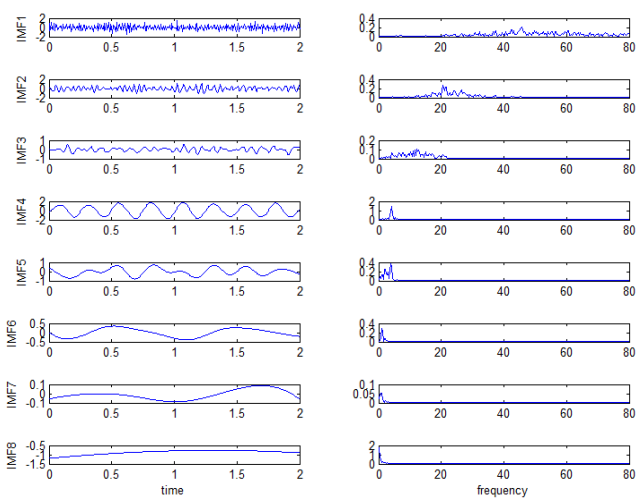 IMF1 2 0 -2 0 0.5 1 1.5 2 0.4 0.2 0 0 20 40 60 80
IMF2 2 0 -2 0 0.5 1 1.5 2 0.4 0.2 0 0 20 40 60 80
IMF3 1 0 -1 0 0.5 1 1.5 2 0.2 0.1 0 0 20 40 60 80
IMF4 2 0 -2 0 0.5 1 1.5 2 2 1 0 0 20 40 60 80
IMF5 1 0 -1 0 0.5 1 1.5 2 0.4 0.2 0 0 20 40 60 80
IMF6 0.5 0 -0.5 0 0.5 1 1.5 2 0.4 0.2 0 0 20 40 60 80
IMF7 0.1 0 -0.1 0 0.5 1 1.5 2 0.1 0.05 0 0 20 40 60 80
IMF8 -0.5 -1 -1.5 0 0.5 1 1.5 2 2 1 0 0 20 40 60 80
time frequency